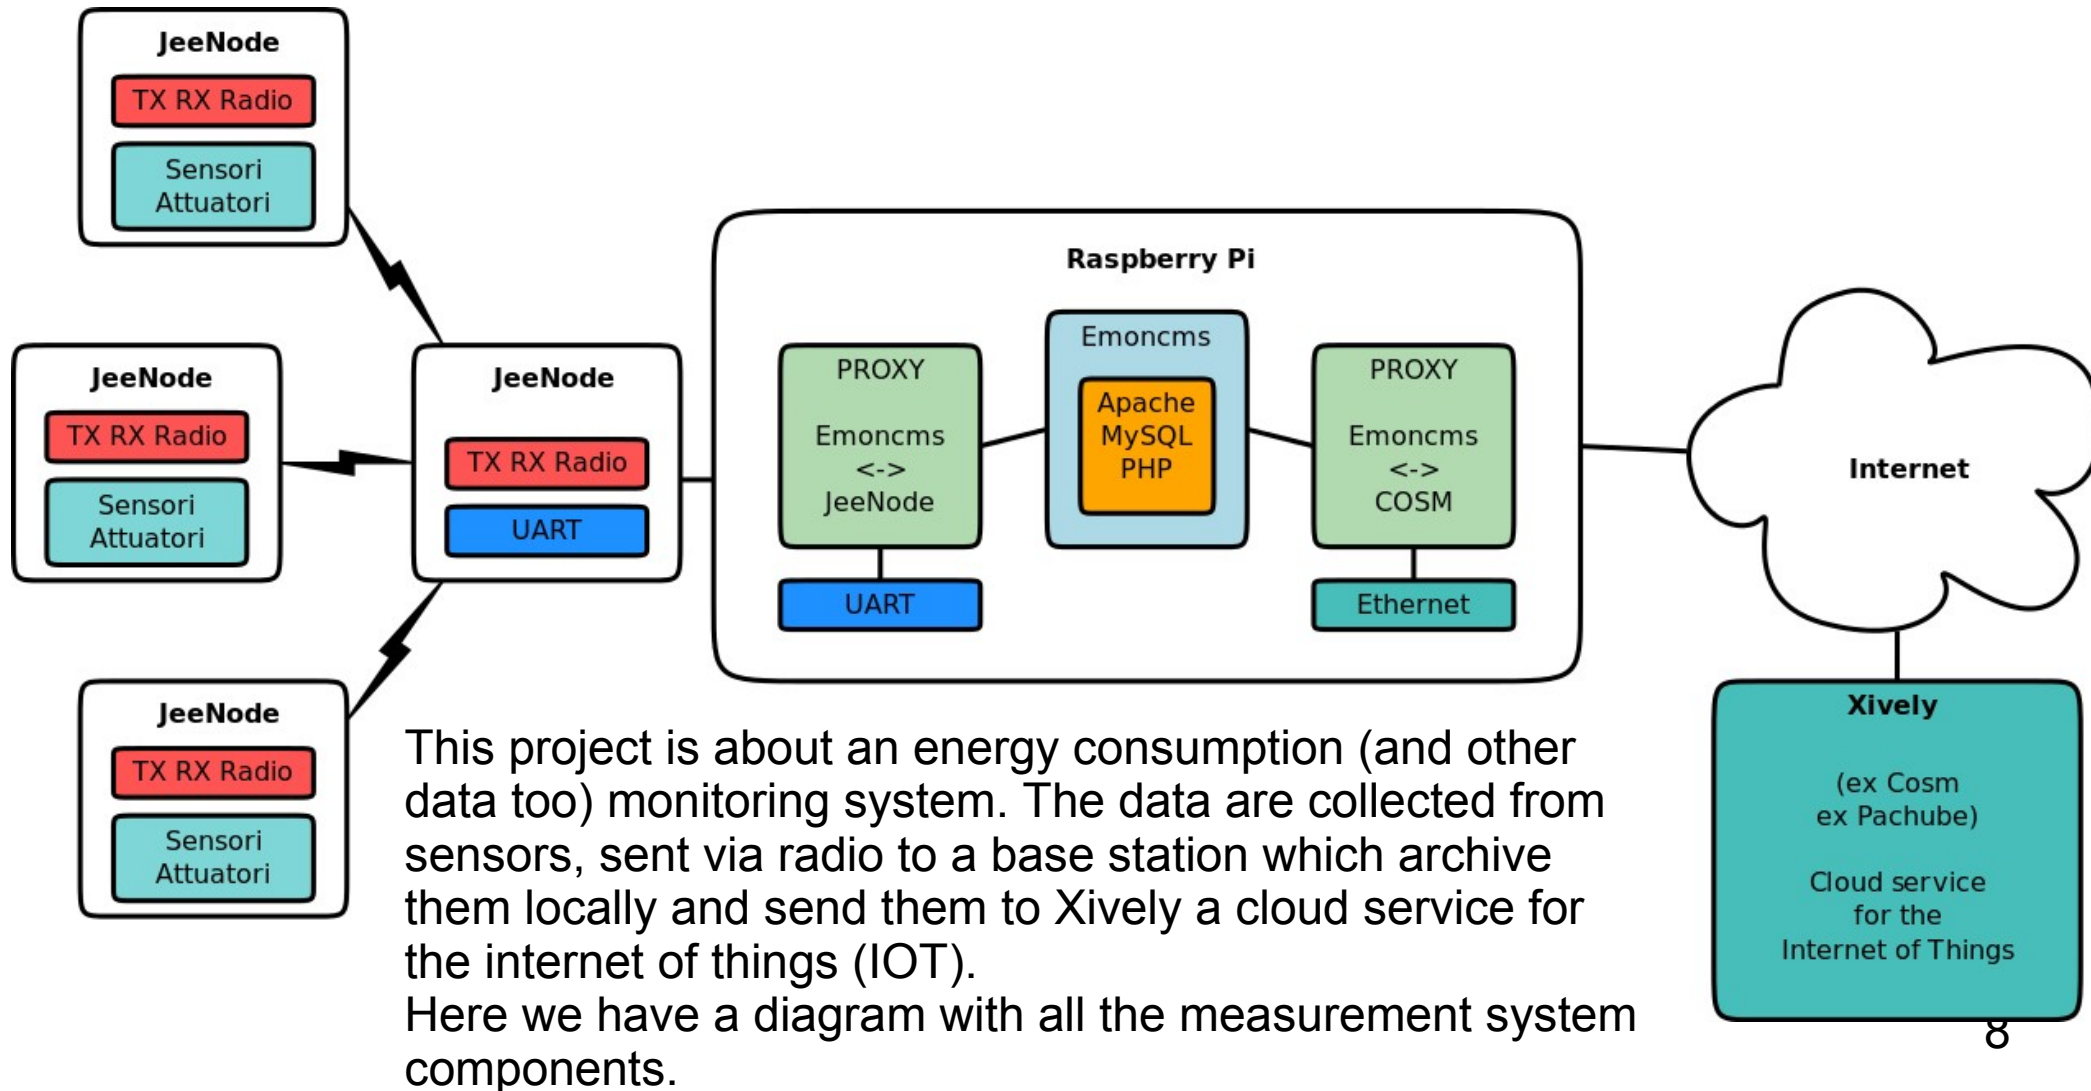 JeeNode
TX RX Radio
Sensori
Attuatori
JeeNode
TX RX Radio
Sensori
Attuatori
JeeNode
TX RX Radio
UART
JeeNode
TX RX Radio
Sensori
Attuatori
Raspberry Pi
PROXY
Emoncms
<->
JeeNode
UART
Emoncms
Apache
MySQL
PHP
PROXY
Emoncms
<->
COSM
Ethernet
Internet
Xively
(ex Cosm
ex Pachube)
Cloud service
for the
Internet of Things
This project is about an energy consumption (and other
data too) monitoring system. The data are collected from
sensors, sent via radio to a base station which archive
them locally and send them to Xively a cloud service for
the internet of things (IOT).
Here we have a diagram with all the measurement system
components.
8